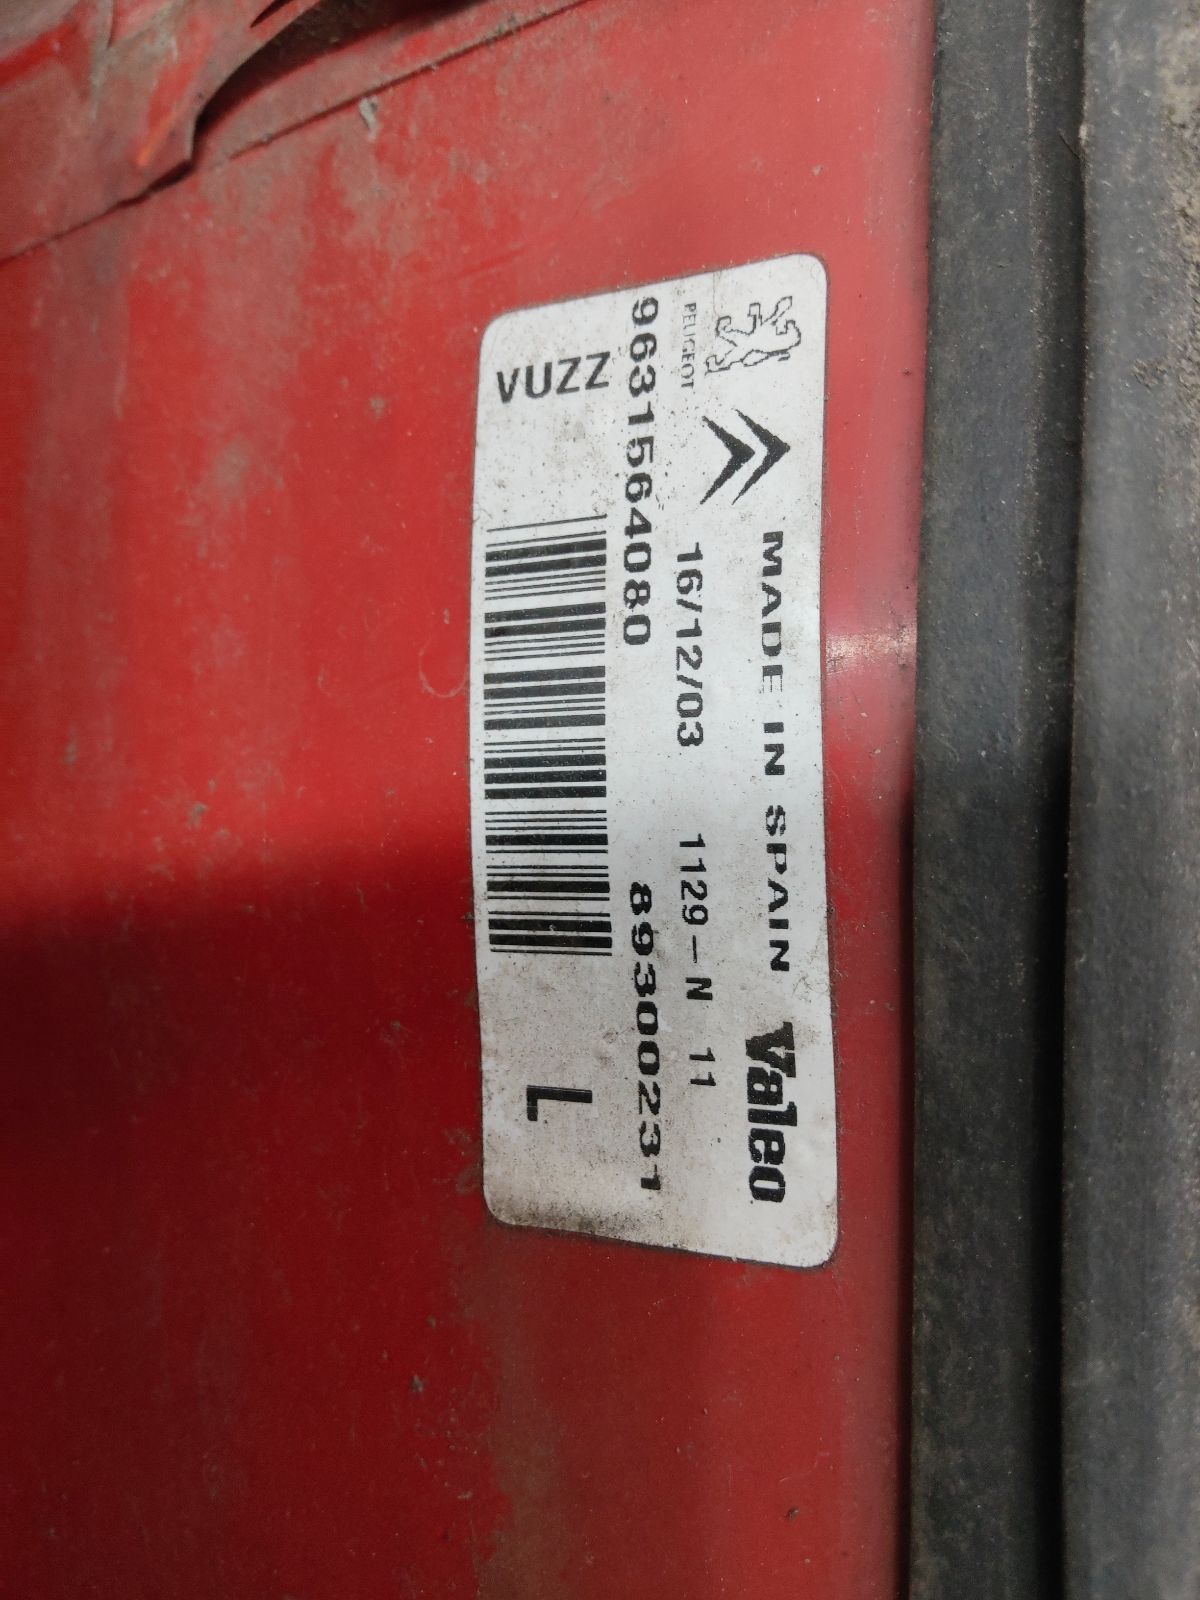 PEUGEOT
MADE IN SPAIN Valeo
16/12/03 1129-N 11
9631564080 89300231
VUZZ L